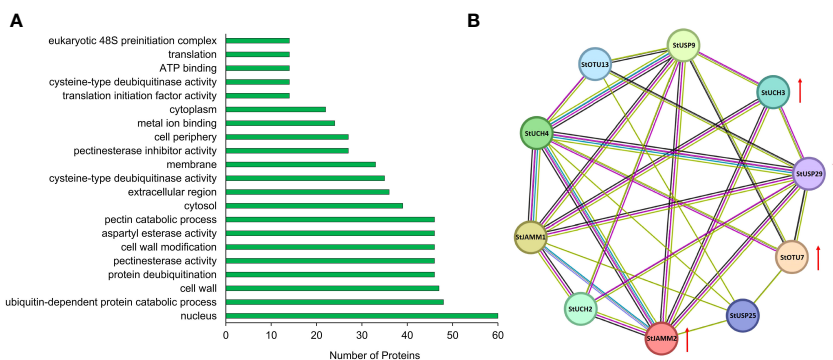 A
eukaryotic 48S preinitiation complex
translation
ATP binding
cysteine-type deubiquitinase activity
translation initiation factor activity
cytoplasm
metal ion binding
cell periphery
pectinesterase inhibitor activity
membrane
cysteine-type deubiquitinase activity
extracellular region
cytosol
pectin catabolic process
aspartyl esterase activity
cell wall modification
pectinesterase activity
protein deubiquitination
cell wall
ubiquitin-dependent protein catabolic process
nucleus
0 10 20 30 40 50 60
Number of Proteins
B
StUSP9
StOTU13
StUCH3
StUCH4
StUSP29
StJAMM1
StOTU7
StUCH2
StUSP25
StJAMM2